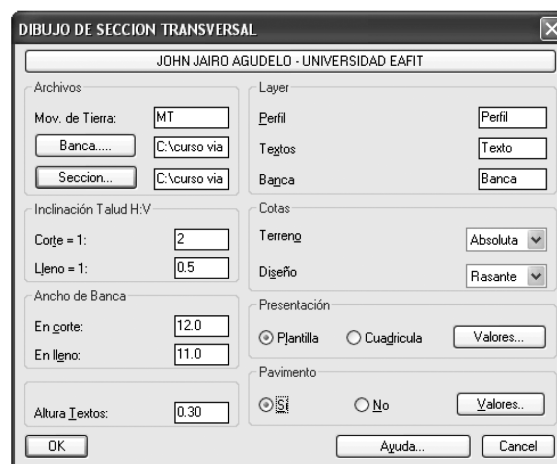 DIBUJO DE SECCION TRANSVERSAL
JOHN JAIRO AGUDELO - UNIVERSIDAD EAFIT
Archivos
Mov. de Tierra: MT
Banca..... C:\curso via
Seccion... C:\curso via
Layer
Perfil Perfil
Textos Texto
Banca Banca
Inclinación Talud H:V
Corte = 1: 2
Lleno = 1: 0.5
Cotas
Terreno Absoluta
Diseño Rasante
Ancho de Banca
En corte: 12.0
En lleno: 11.0
Presentación
Plantilla Cuadricula Valores...
Pavimento
Si No Valores..
Altura Textos: 0.30
OK Ayuda... Cancel